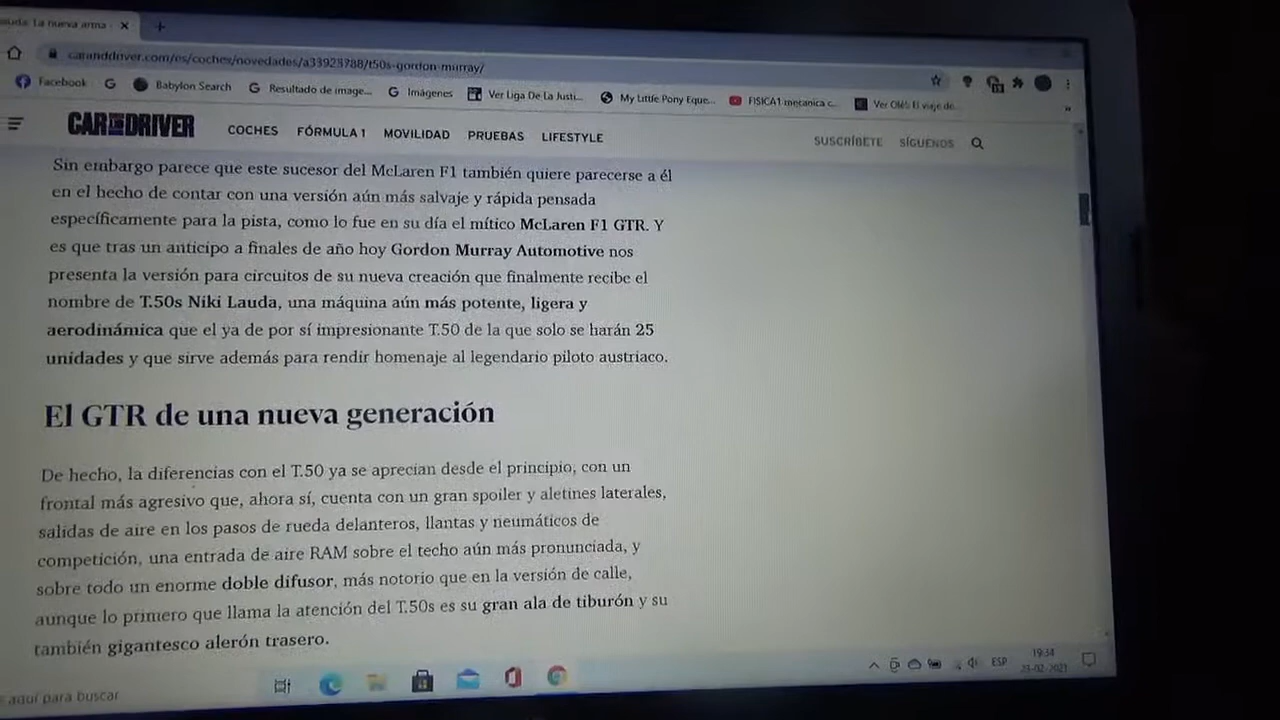 La nueva arma
caranddriver.com/es/coches/novedades/a33923788/t50s-gordon-murray/
Facebook Babylon Search Resultado de image... Imágenes Ver Liga De La Justi... My Little Pony Eque... FISICA1 mecanica c... Ver Olé! El viaje de...
CAR AND DRIVER COCHES FÓRMULA 1 MOVILIDAD PRUEBAS LIFESTYLE SUSCRÍBETE SÍGUENOS
Sin embargo parece que este sucesor del McLaren F1 también quiere parecerse a él
en el hecho de contar con una versión aún más salvaje y rápida pensada
específicamente para la pista, como lo fue en su día el mítico McLaren F1 GTR. Y
es que tras un anticipo a finales de año hoy Gordon Murray Automotive nos
presenta la versión para circuitos de su nueva creación que finalmente recibe el
nombre de T.50s Niki Lauda, una máquina aún más potente, ligera y
aerodinámica que el ya de por sí impresionante T.50 de la que solo se harán 25
unidades y que sirve además para rendir homenaje al legendario piloto austriaco.
El GTR de una nueva generación
De hecho, la diferencias con el T.50 ya se aprecian desde el principio, con un
frontal más agresivo que, ahora sí, cuenta con un gran spoiler y aletines laterales,
salidas de aire en los pasos de rueda delanteros, llantas y neumáticos de
competición, una entrada de aire RAM sobre el techo aún más pronunciada, y
sobre todo un enorme doble difusor, más notorio que en la versión de calle,
aunque lo primero que llama la atención del T.50s es su gran ala de tiburón y su
también gigantesco alerón trasero.
aquí para buscar
ESP
19:34
23-02-2021